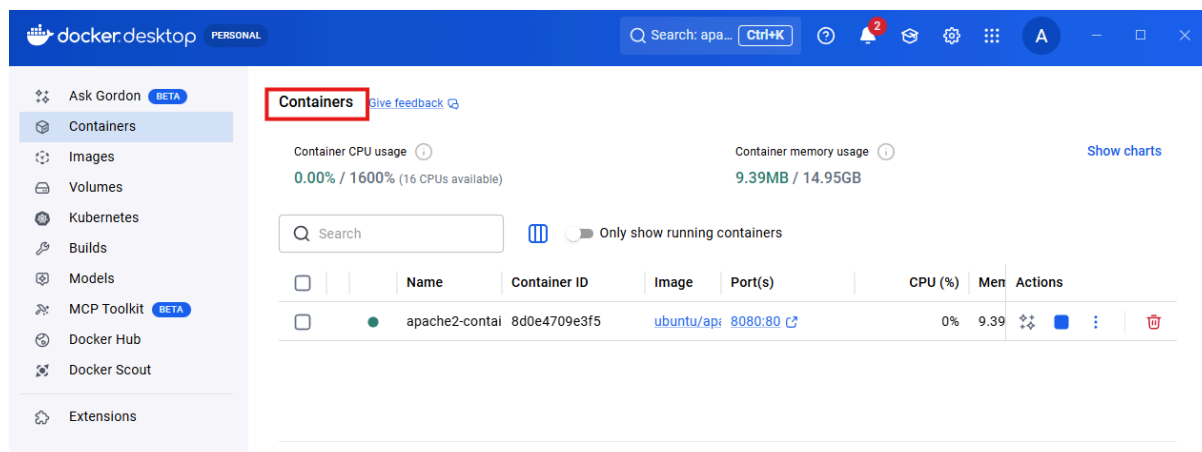 docker.desktop PERSONAL
Search: apa... Ctrl+K
2
A
Ask Gordon BETA
Containers
Images
Volumes
Kubernetes
Builds
Models
MCP Toolkit BETA
Docker Hub
Docker Scout
Extensions
Containers Give feedback
Container CPU usage
0.00% / 1600% (16 CPUs available)
Container memory usage
9.39MB / 14.95GB
Show charts
Search
Only show running containers
Name Container ID Image Port(s) CPU (%) Mem Actions
apache2-contai 8d0e4709e3f5 ubuntu/apa 8080:80 0% 9.39